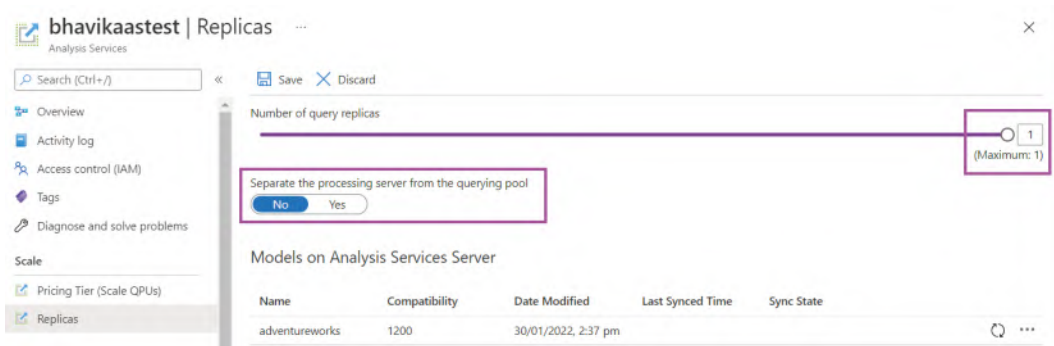 bhavikaastest | Replicas ...
Analysis Services
Search (Ctrl+/)
«
Save Discard
Overview
Activity log
Access control (IAM)
Tags
Diagnose and solve problems
Scale
Pricing Tier (Scale QPUs)
Replicas
Number of query replicas
1
(Maximum: 1)
Separate the processing server from the querying pool
No Yes
Models on Analysis Services Server
Name Compatibility Date Modified Last Synced Time Sync State
adventureworks 1200 30/01/2022, 2:37 pm ...